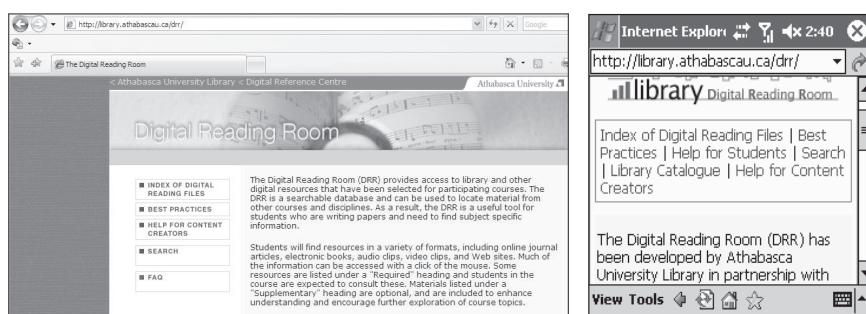 http://library.athabascau.ca/drr/
Google
The Digital Reading Room
< Athabasca University Library < Digital Reference Centre
Athabasca University
Digital Reading Room
INDEX OF DIGITAL
READING FILES
BEST PRACTICES
HELP FOR CONTENT
CREATORS
SEARCH
FAQ
The Digital Reading Room (DRR) provides access to library and other
digital resources that have been selected for participating courses. The
DRR is a searchable database and can be used to locate material from
other courses and disciplines. As a result, the DRR is a useful tool for
students who are writing papers and need to find subject specific
information.
Students will find resources in a variety of formats, including online journal
articles, electronic books, audio clips, video clips, and Web sites. Much of
the information can be accessed with a click of the mouse. Some
resources are listed under a "Required" heading and students in the
course are expected to consult these. Materials listed under a
"Supplementary" heading are optional, and are included to enhance
understanding and encourage further exploration of course topics.
Internet Explor 2:40
http://library.athabascau.ca/drr/
library Digital Reading Room
Index of Digital Reading Files | Best
Practices | Help for Students | Search
| Library Catalogue | Help for Content
Creators
The Digital Reading Room (DRR) has
been developed by Athabasca
University Library in partnership with
View Tools